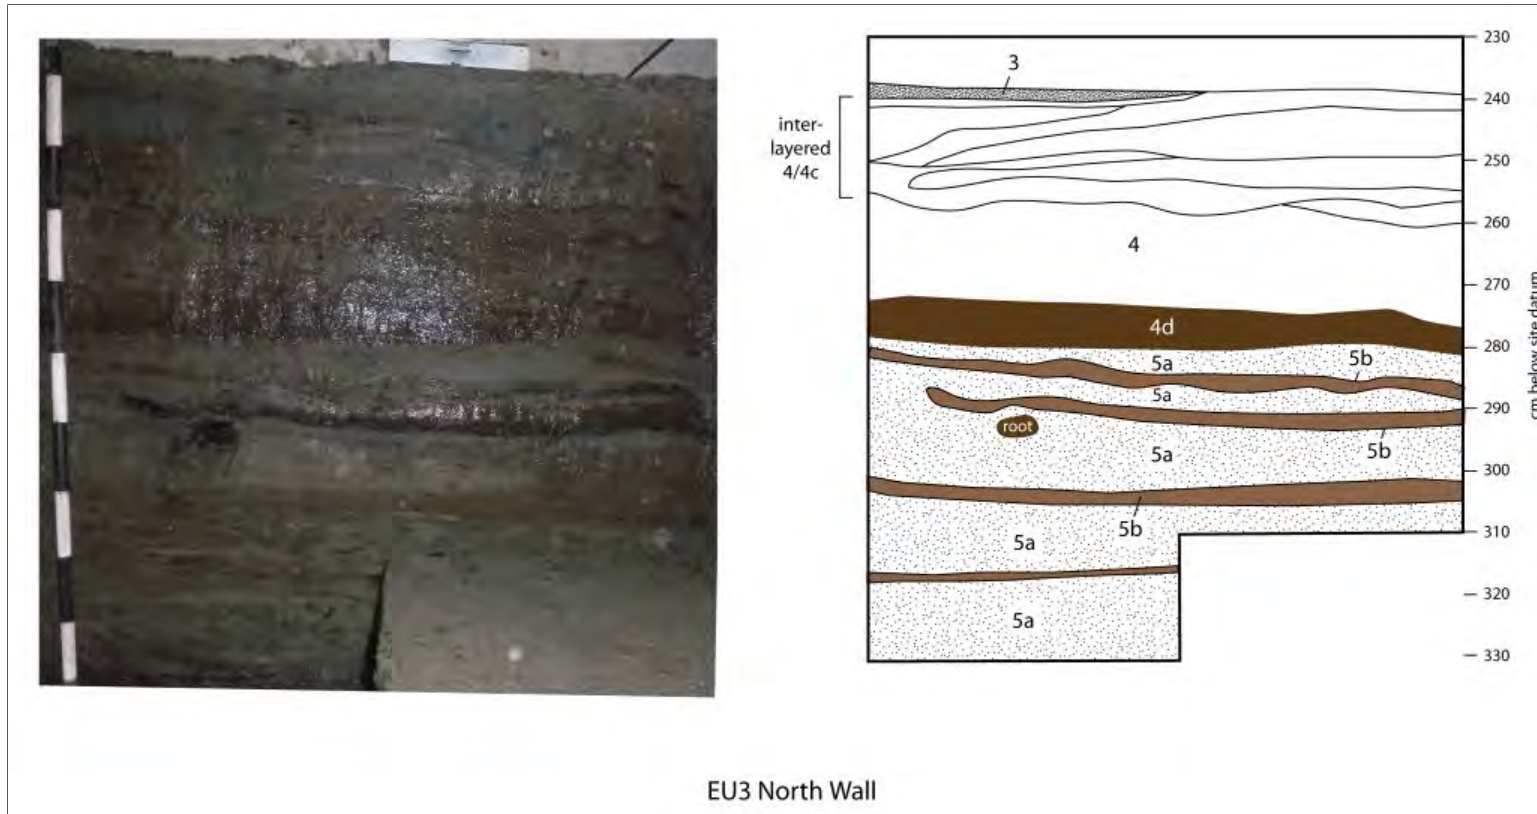 3
inter-
layered
4/4c
4
4d
5a
5b
5a
root
5a
5b
5b
5a
5a
230
240
250
260
270
280
290
300
310
320
330
cm below site datum
EU3 North Wall